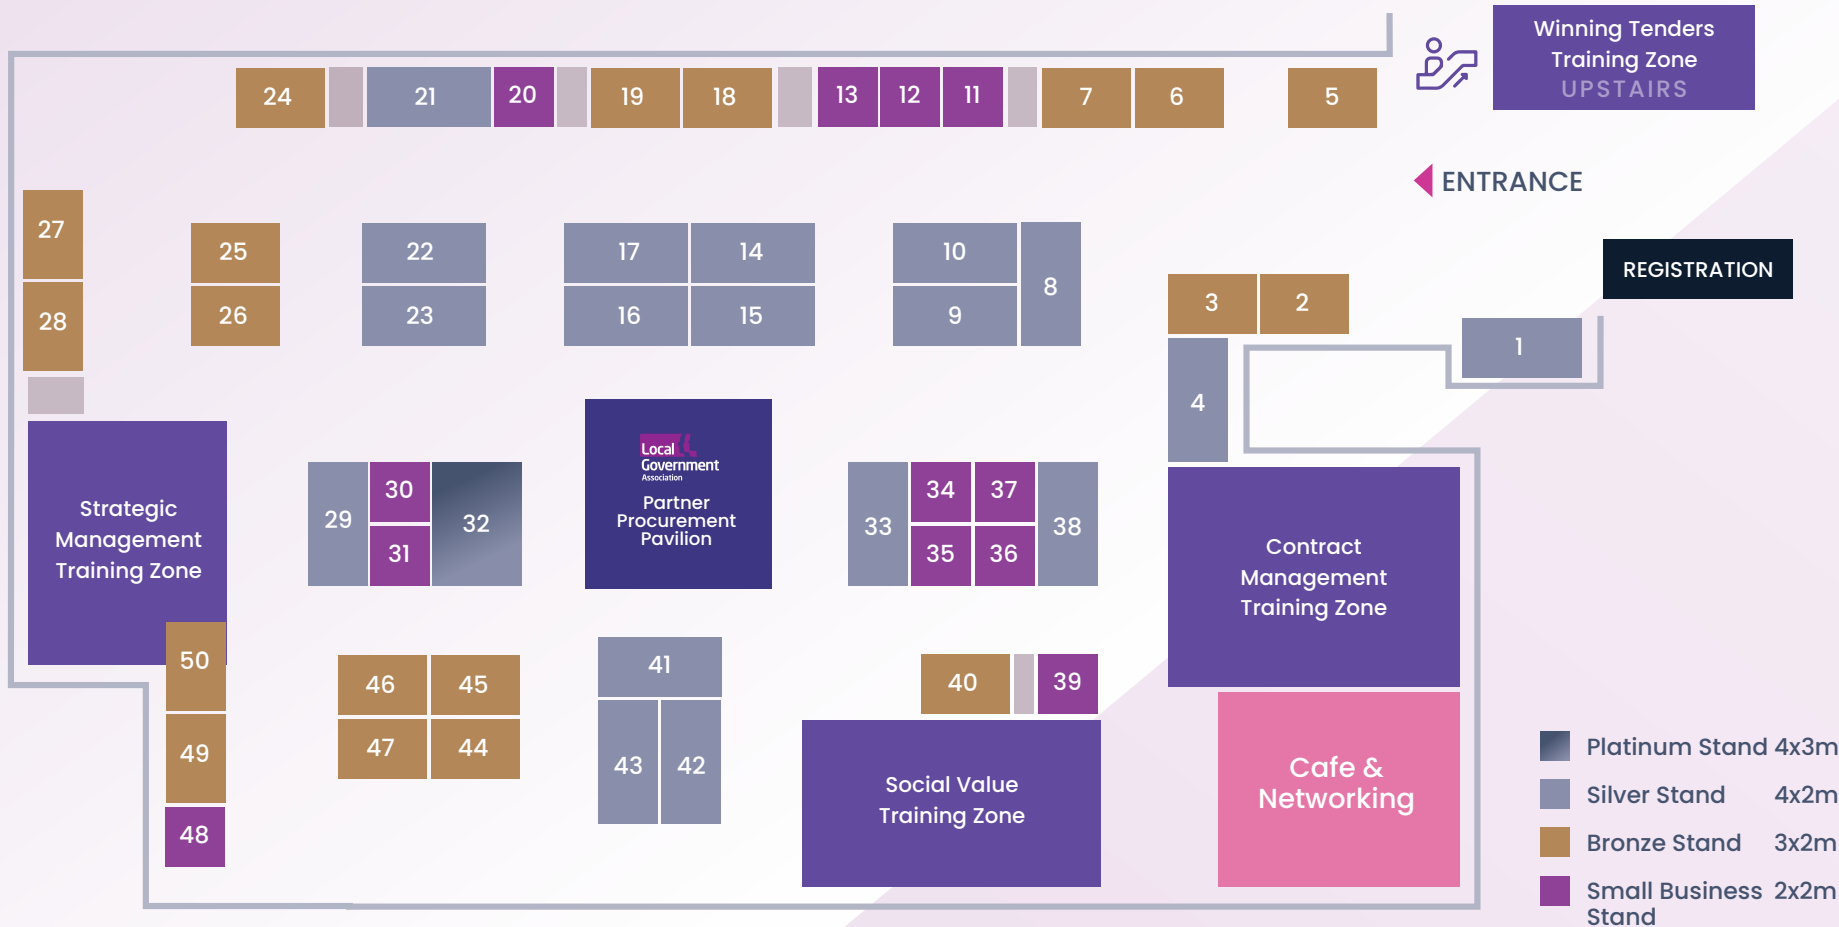 Winning Tenders
Training Zone
UPSTAIRS
24
21
20
19
18
13
12
11
7
6
5
ENTRANCE
27
28
25
26
22
23
17
14
16
15
10
9
8
REGISTRATION
3
2
1
4
Strategic
Management
Training Zone
29
30
31
32
Local
Government
Association
Partner
Procurement
Pavilion
33
34
37
35
36
38
Contract
Management
Training Zone
50
49
48
46
45
47
44
41
43
42
40
39
Social Value
Training Zone
Cafe &
Networking
Platinum Stand 4x3m
Silver Stand 4x2m
Bronze Stand 3x2m
Small Business 2x2m
Stand